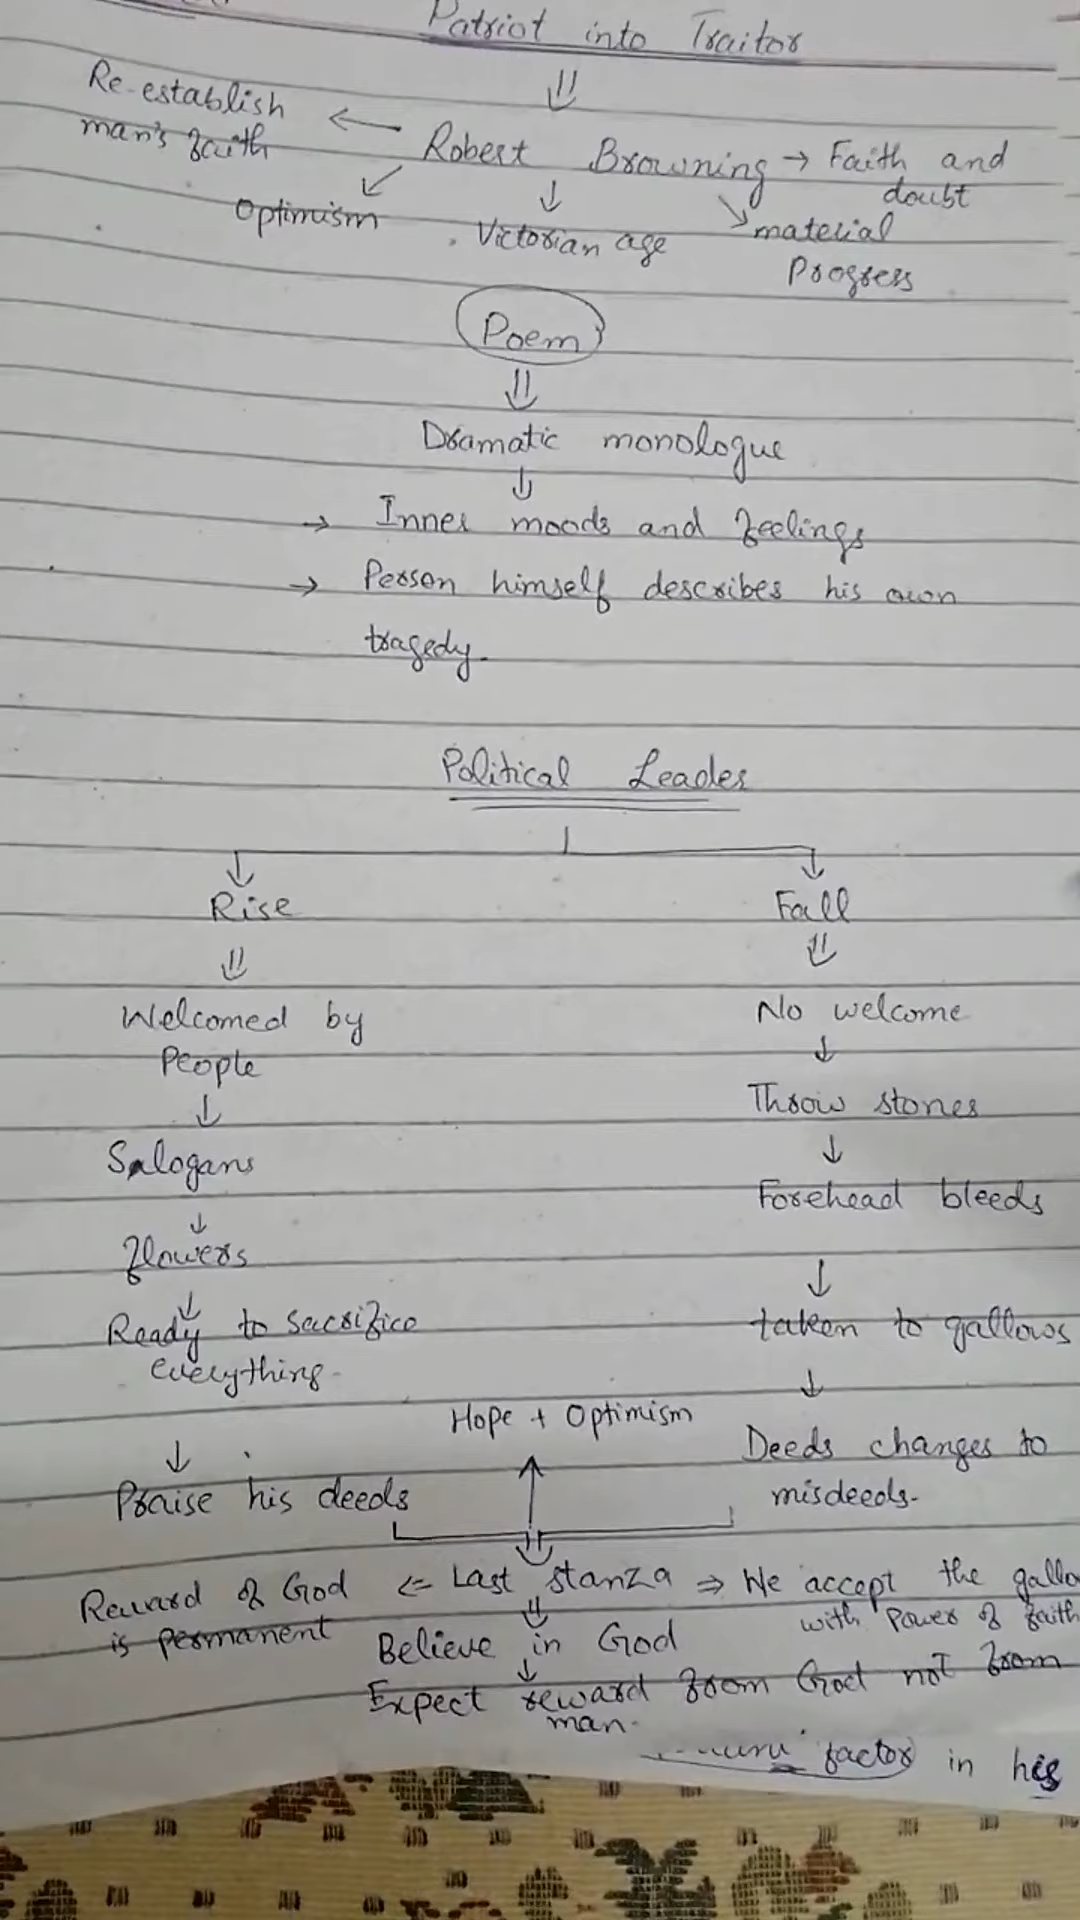 Patriot into Traitor
Re-establish
man's faith
Robert Browning → Faith and
doubt
Optimism
Victorian age
material
Progress
Poem
Dramatic monologue
→ Inner moods and feelings
→ Person himself describes his own
tragedy.
Political Leader
Rise
Fall
Welcomed by
People
No welcome
Throw stones
Slogans
Forehead bleeds
flowers
Ready to sacrifice
everything.
taken to gallows
Hope + Optimism
Deeds changes to
misdeeds.
Praise his deeds
Reward of God
is permanent
⇐ Last stanza ⇒ We accept the gallo
with Power of faith
Believe in God
Expect reward from God not from
man.
factor in his